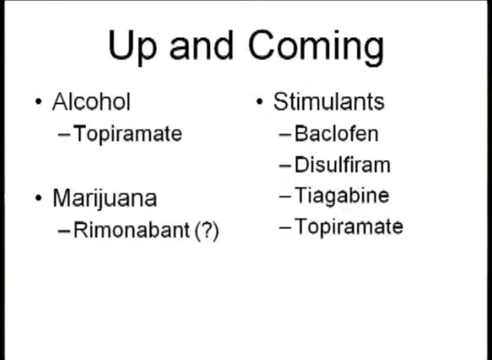 Up and Coming
• Alcohol
–Topiramate
• Marijuana
–Rimonabant (?)
• Stimulants
–Baclofen
–Disulfiram
–Tiagabine
–Topiramate